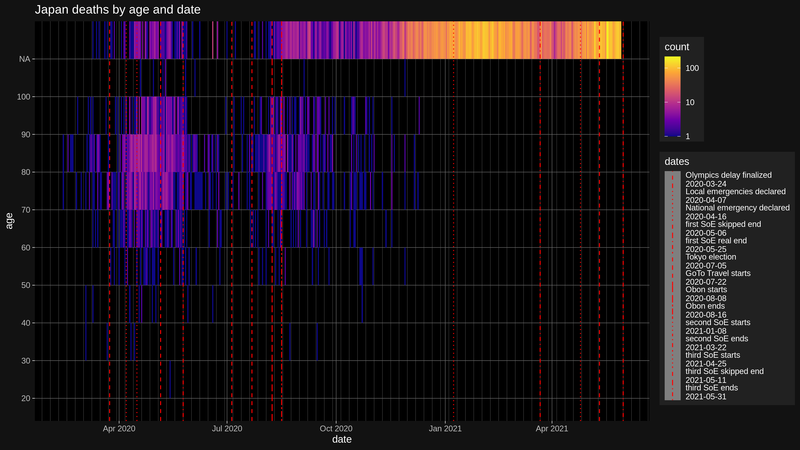 Japan deaths by age and date
NA
100
90
80
70
60
50
40
30
20
age
Apr 2020
Jul 2020
Oct 2020
Jan 2021
Apr 2021
date
count
100
10
1
dates
Olympics delay finalized
2020-03-24
Local emergencies declared
2020-04-07
National emergency declared
2020-04-16
first SoE skipped end
2020-05-06
first SoE real end
2020-05-25
Tokyo election
2020-07-05
GoTo Travel starts
2020-07-22
Obon starts
2020-08-08
Obon ends
2020-08-16
second SoE starts
2021-01-08
second SoE ends
2021-03-22
third SoE starts
2021-04-25
third SoE skipped end
2021-05-11
third SoE ends
2021-05-31